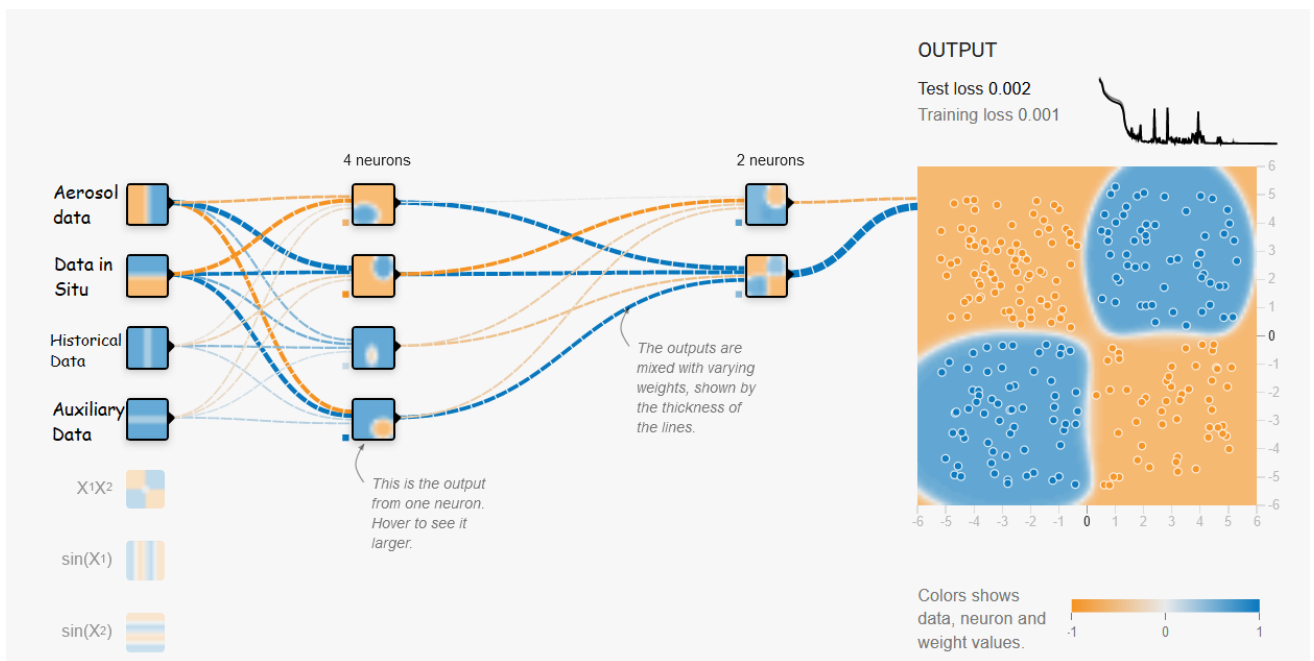 OUTPUT
Test loss 0.002
Training loss 0.001
4 neurons
2 neurons
Aerosol
data
Data in
Situ
Historical
Data
Auxiliary
Data
X1X2
sin(X1)
sin(X2)
This is the output
from one neuron.
Hover to see it
larger.
The outputs are
mixed with varying
weights, shown by
the thickness of
the lines.
6
5
4
3
2
1
0
-1
-2
-3
-4
-5
-6
-6 -5 -4 -3 -2 -1 0 1 2 3 4 5 6
Colors shows
data, neuron and
weight values.
-1 0 1